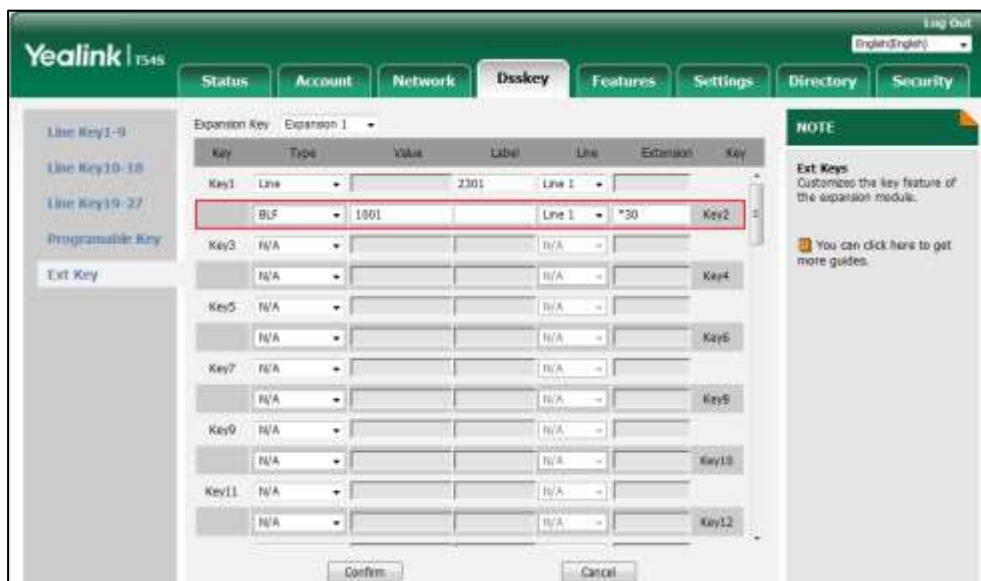 Log Out
Yealink T54S
English(English)
Status Account Network Dsskey Features Settings Directory Security
Line Key1-9
Line Key10-18
Line Key19-27
Programable Key
Ext Key
Expansion Key Expansion 1
Key Type Value Label Line Extension Key
Key1 Line 2301 Line 1
BLF 1001 Line 1 *30 Key2
Key3 N/A N/A
N/A N/A Key4
Key5 N/A N/A
N/A N/A Key6
Key7 N/A N/A
N/A N/A Key8
Key9 N/A N/A
N/A N/A Key10
Key11 N/A N/A
N/A N/A Key12
Confirm Cancel
NOTE
Ext Keys
Customizes the key feature of
the expansion module.
You can click here to get
more guides.